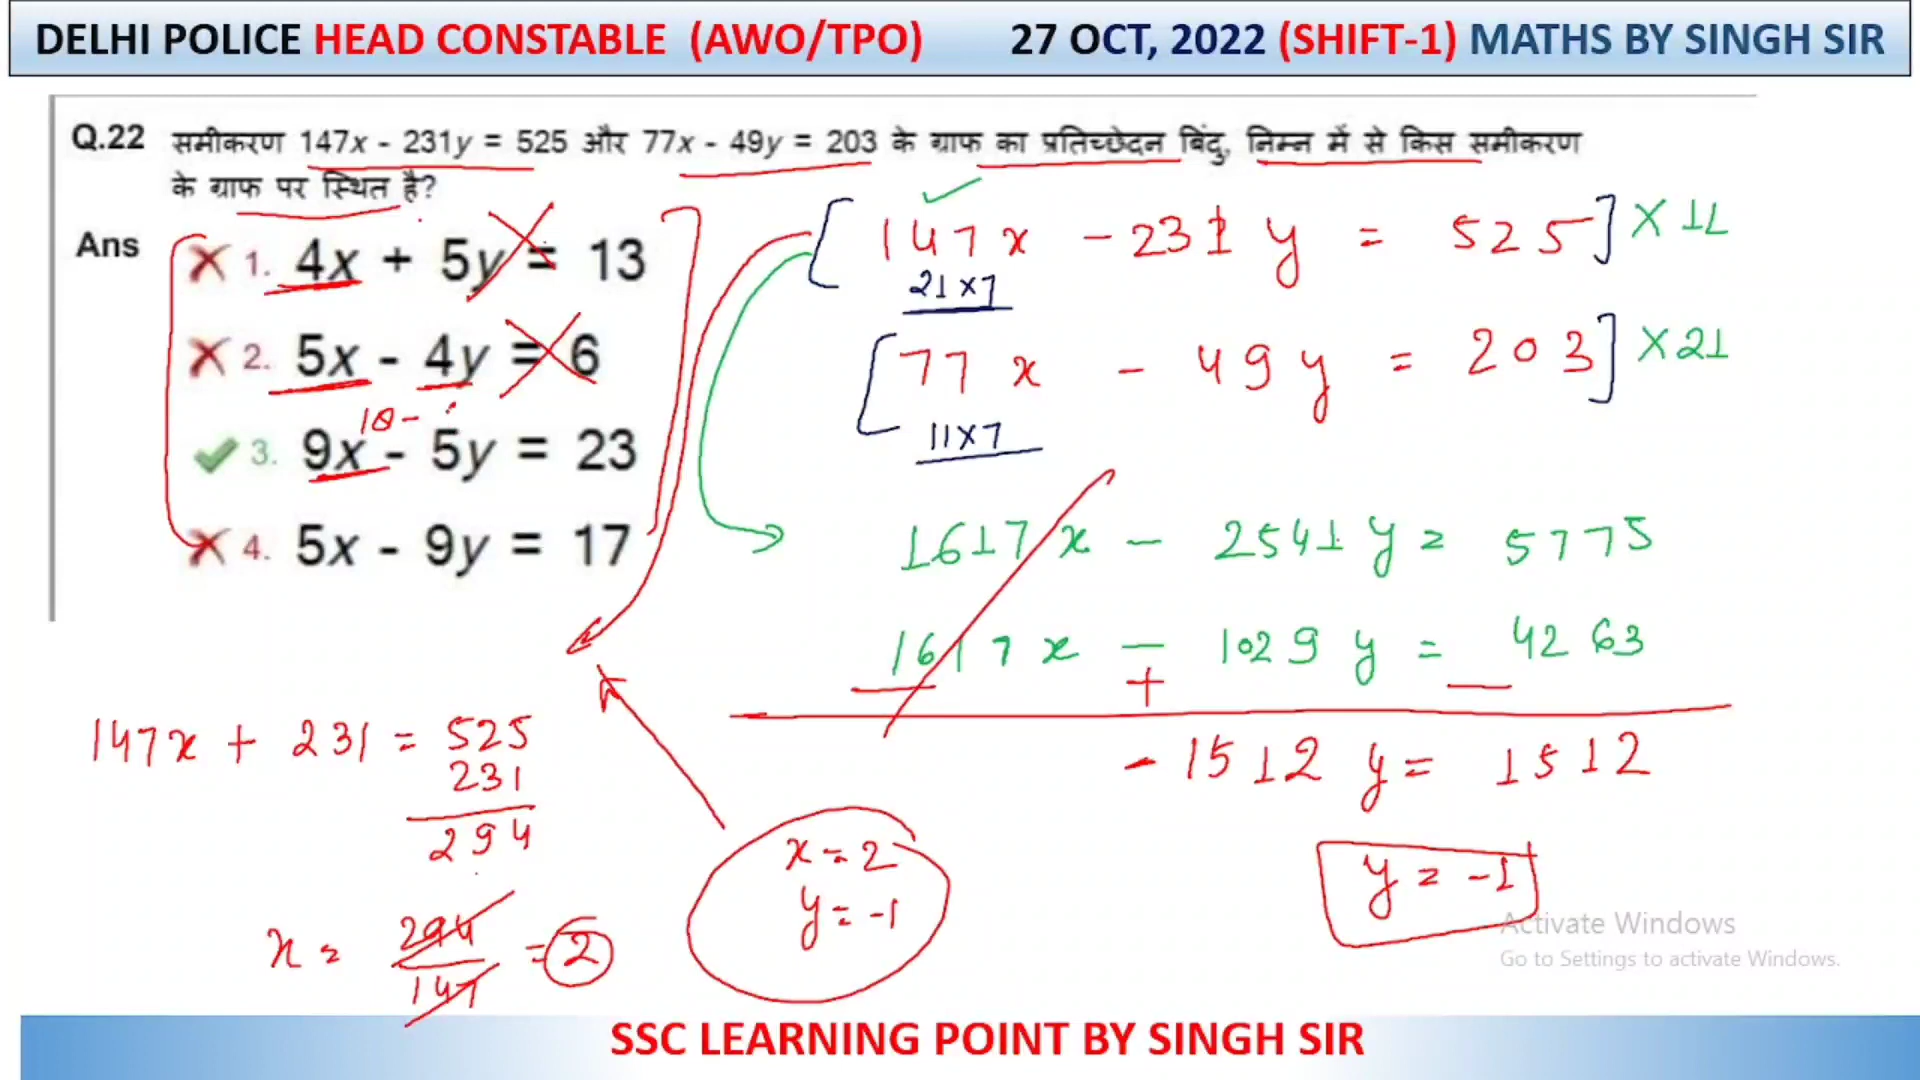 DELHI POLICE HEAD CONSTABLE (AWO/TPO) 27 OCT, 2022 (SHIFT-1) MATHS BY SINGH SIR
Q.22 समीकरण 147x - 231y = 525 और 77x - 49y = 203 के ग्राफ का प्रतिच्छेदन बिंदु, निम्न में से किस समीकरण
के ग्राफ पर स्थित है?
Ans
1. 4x + 5y = 13
2. 5x - 4y = 6
18-
3. 9x - 5y = 23
4. 5x - 9y = 17
[147x - 231y = 525] X 11
21x7
[77x - 49y = 203] X 21
11x7
1617x - 2541y = 5775
1617x - 1029y = 4263
- + -
-1512y = 1512
y = -1
147x + 231 = 525
231
294
x = 294/147 = 2
x = 2
y = -1
Activate Windows
Go to Settings to activate Windows.
SSC LEARNING POINT BY SINGH SIR